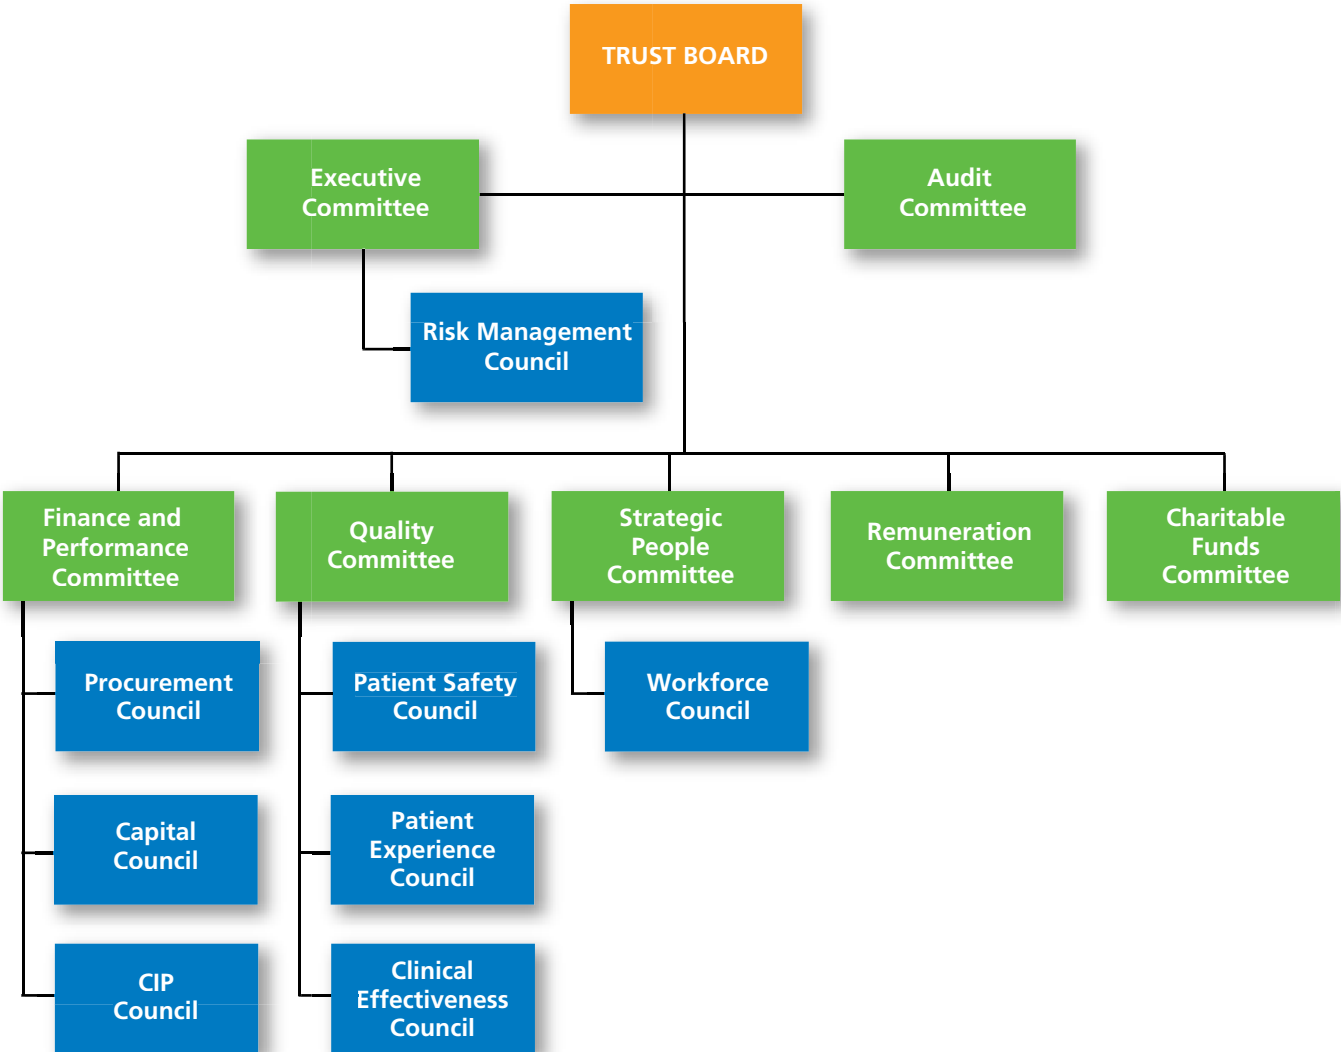 TRUST BOARD
Executive
Committee
Audit
Committee
Risk Management
Council
Finance and
Performance
Committee
Quality
Committee
Strategic
People
Committee
Remuneration
Committee
Charitable
Funds
Committee
Procurement
Council
Patient Safety
Council
Workforce
Council
Capital
Council
Patient
Experience
Council
CIP
Council
Clinical
Effectiveness
Council